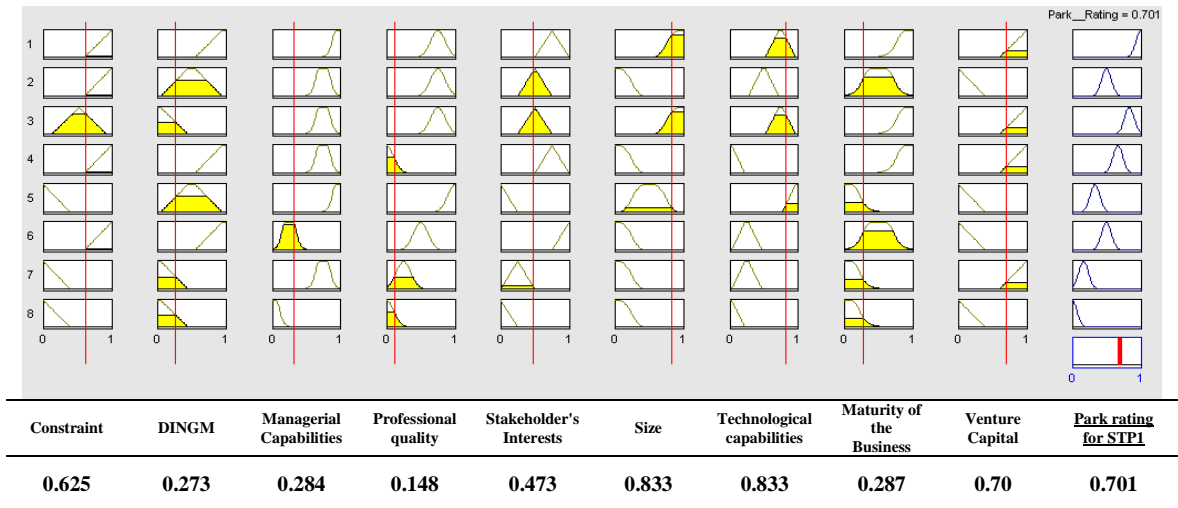 Park__Rating = 0.701
1
2
3
4
5
6
7
8
0 1 0 1 0 1 0 1 0 1 0 1 0 1 0 1 0 1
0 1
Constraint DINGM Managerial Capabilities Professional quality Stakeholder's Interests Size Technological capabilities Maturity of the Business Venture Capital Park rating for STP1
0.625 0.273 0.284 0.148 0.473 0.833 0.833 0.287 0.70 0.701